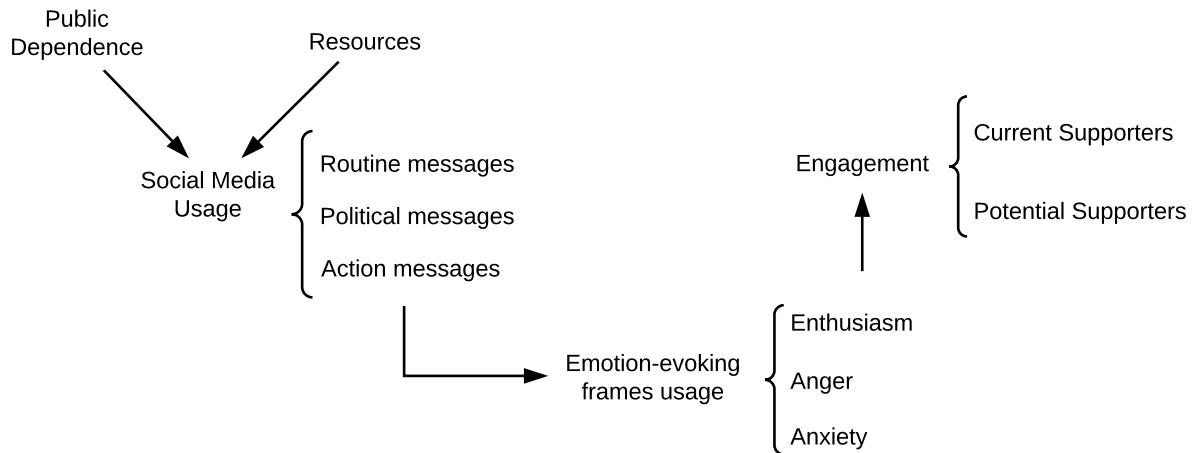 Public
Dependence
Resources
Social Media
Usage
Routine messages
Political messages
Action messages
Emotion-evoking
frames usage
Enthusiasm
Anger
Anxiety
Engagement
Current Supporters
Potential Supporters